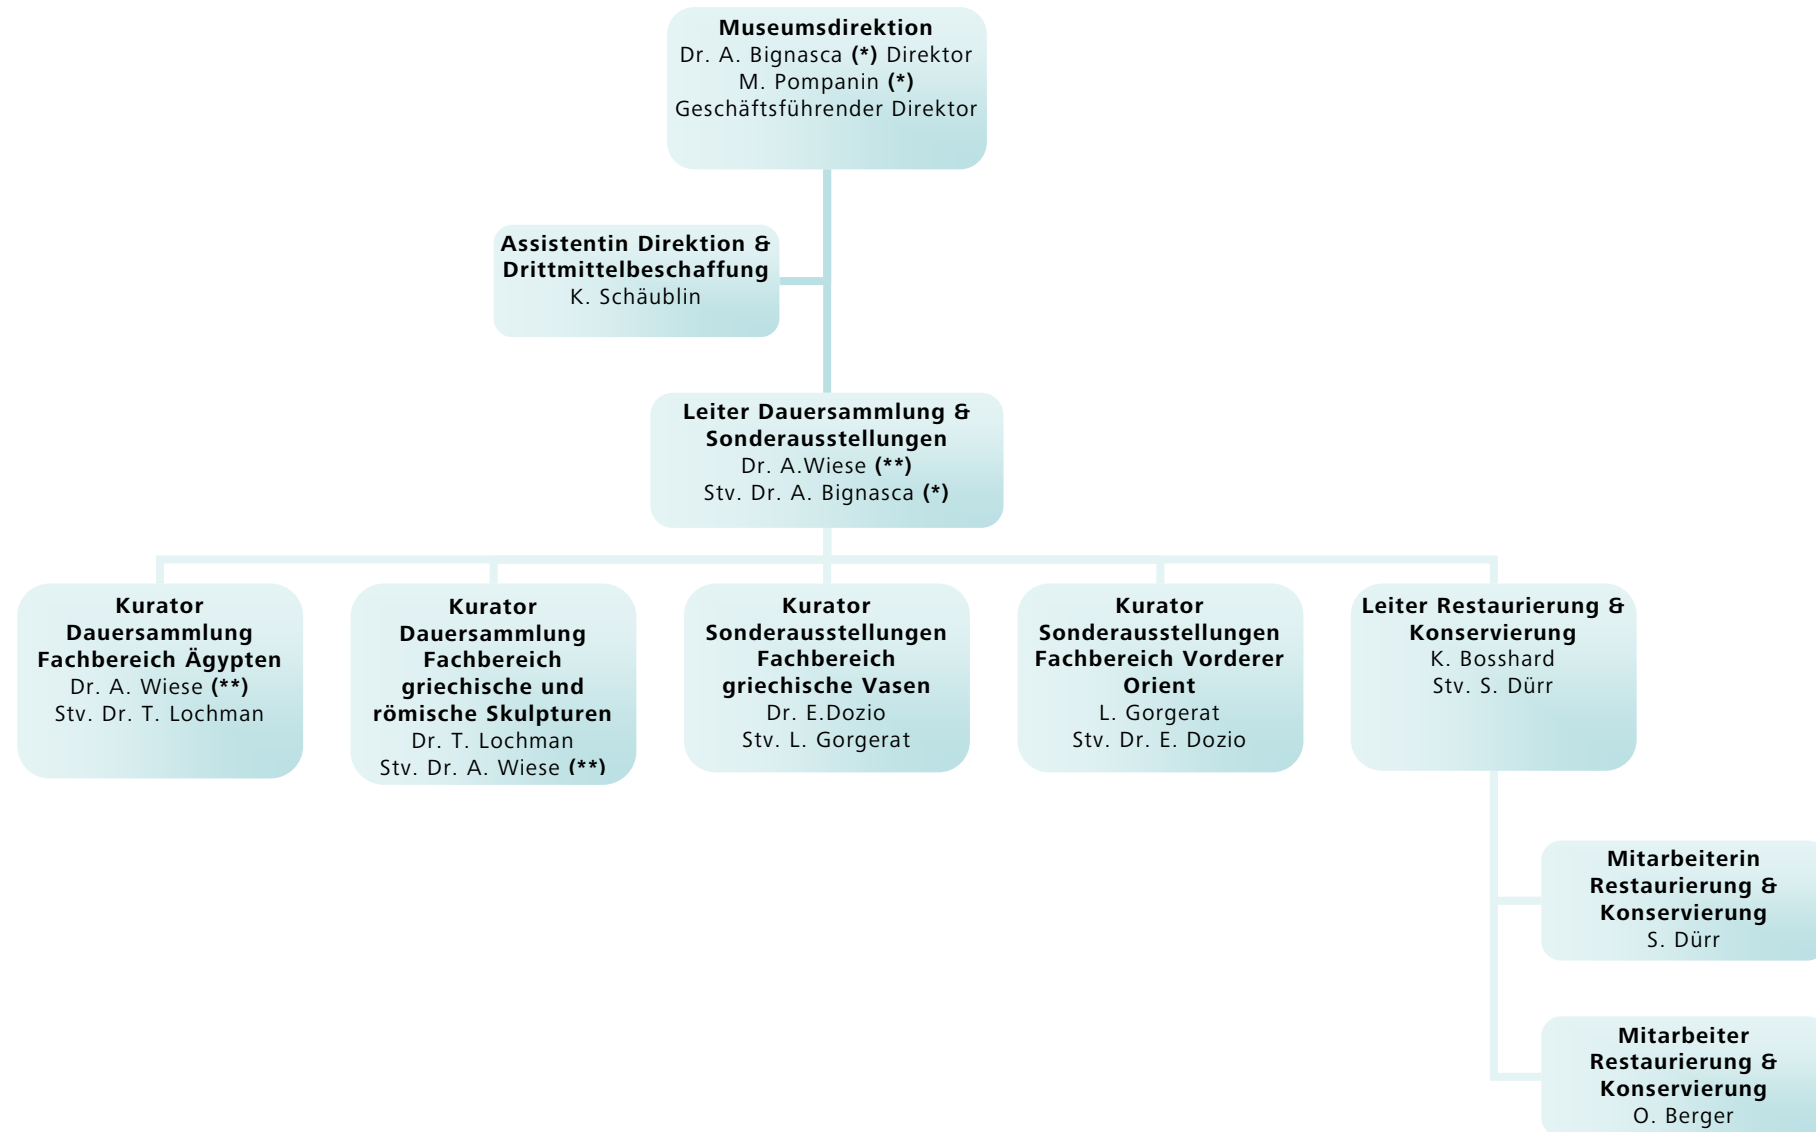 Museumsdirektion
Dr. A. Bignasca (*) Direktor
M. Pompanin (*)
Geschäftsführender Direktor
Assistentin Direktion &
Drittmittelbeschaffung
K. Schäublin
Leiter Dauersammlung &
Sonderausstellungen
Dr. A.Wiese (**)
Stv. Dr. A. Bignasca (*)
Kurator
Dauersammlung
Fachbereich Ägypten
Dr. A. Wiese (**)
Stv. Dr. T. Lochman
Kurator
Dauersammlung
Fachbereich
griechische und
römische Skulpturen
Dr. T. Lochman
Stv. Dr. A. Wiese (**)
Kurator
Sonderausstellungen
Fachbereich
griechische Vasen
Dr. E.Dozio
Stv. L. Gorgerat
Kurator
Sonderausstellungen
Fachbereich Vorderer
Orient
L. Gorgerat
Stv. Dr. E. Dozio
Leiter Restaurierung &
Konservierung
K. Bosshard
Stv. S. Dürr
Mitarbeiterin
Restaurierung &
Konservierung
S. Dürr
Mitarbeiter
Restaurierung &
Konservierung
O. Berger